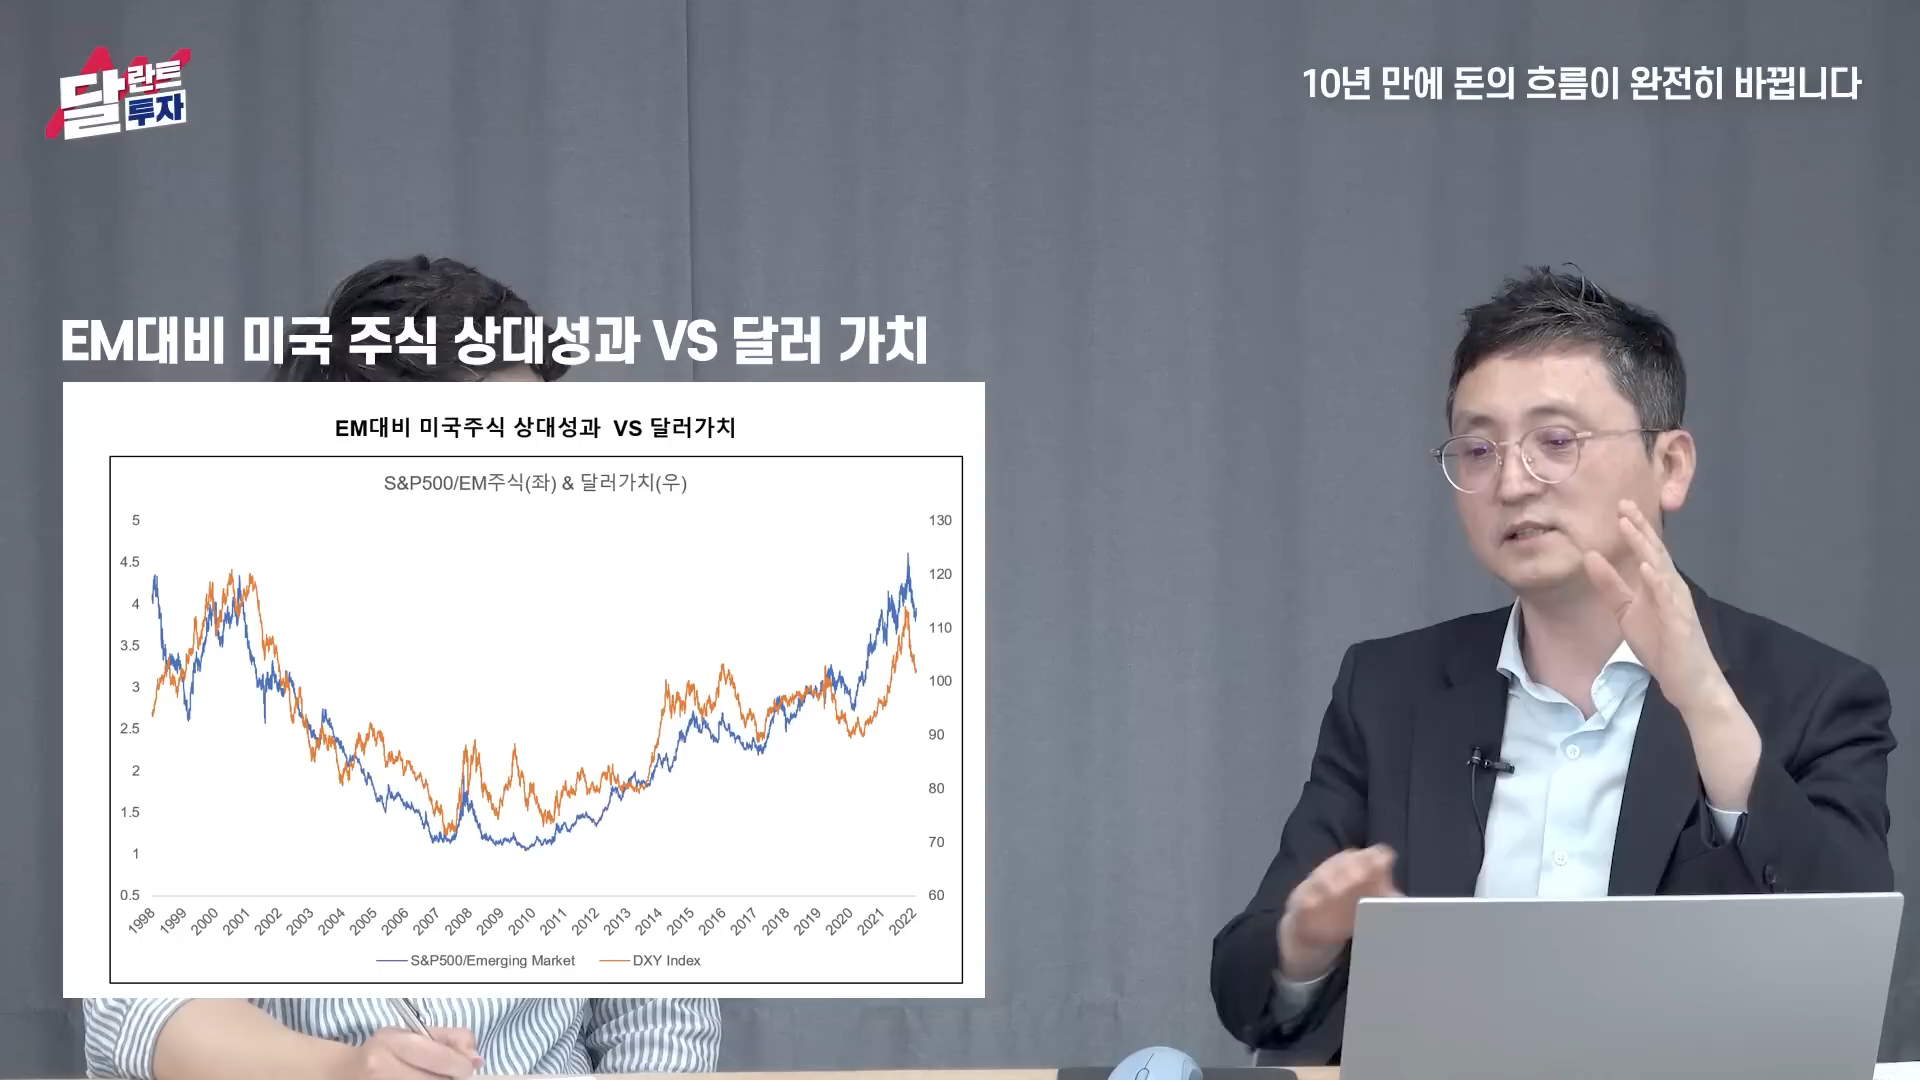 달란트
투자
10년 만에 돈의 흐름이 완전히 바뀝니다
EM대비 미국 주식 상대성과 VS 달러 가치
EM대비 미국주식 상대성과 VS 달러가치
S&P500/EM주식(좌) & 달러가치(우)
5
4.5
4
3.5
3
2.5
2
1.5
1
0.5
130
120
110
100
90
80
70
60
1998 1999 2000 2001 2002 2003 2004 2005 2006 2007 2008 2009 2010 2011 2012 2013 2014 2015 2016 2017 2018 2019 2020 2021 2022
S&P500/Emerging Market DXY Index